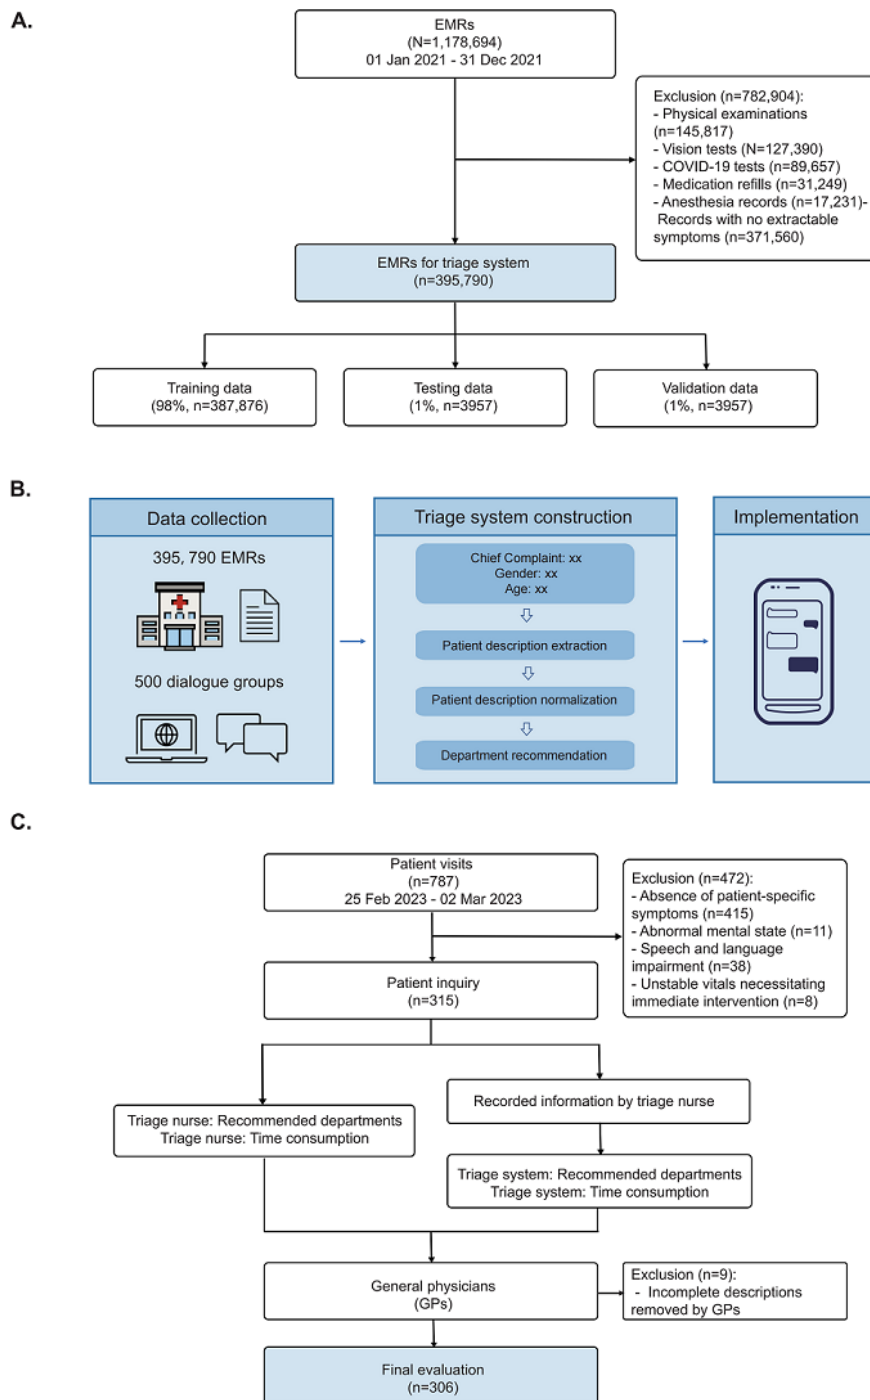 A.
EMRs
(N=1,178,694)
01 Jan 2021 - 31 Dec 2021
Exclusion (n=782,904):
- Physical examinations
(n=145,817)
- Vision tests (N=127,390)
- COVID-19 tests (n=89,657)
- Medication refills (n=31,249)
- Anesthesia records (n=17,231)-
Records with no extractable
symptoms (n=371,560)
EMRs for triage system
(n=395,790)
Training data
(98%, n=387,876)
Testing data
(1%, n=3957)
Validation data
(1%, n=3957)
B.
Data collection
395, 790 EMRs
500 dialogue groups
Triage system construction
Chief Complaint: xx
Gender: xx
Age: xx
Patient description extraction
Patient description normalization
Department recommendation
Implementation
C.
Patient visits
(n=787)
25 Feb 2023 - 02 Mar 2023
Exclusion (n=472):
- Absence of patient-specific
symptoms (n=415)
- Abnormal mental state (n=11)
- Speech and language
impairment (n=38)
- Unstable vitals necessitating
immediate intervention (n=8)
Patient inquiry
(n=315)
Triage nurse: Recommended departments
Triage nurse: Time consumption
Recorded information by triage nurse
Triage system: Recommended departments
Triage system: Time consumption
General physicians
(GPs)
Exclusion (n=9):
- Incomplete descriptions
removed by GPs
Final evaluation
(n=306)